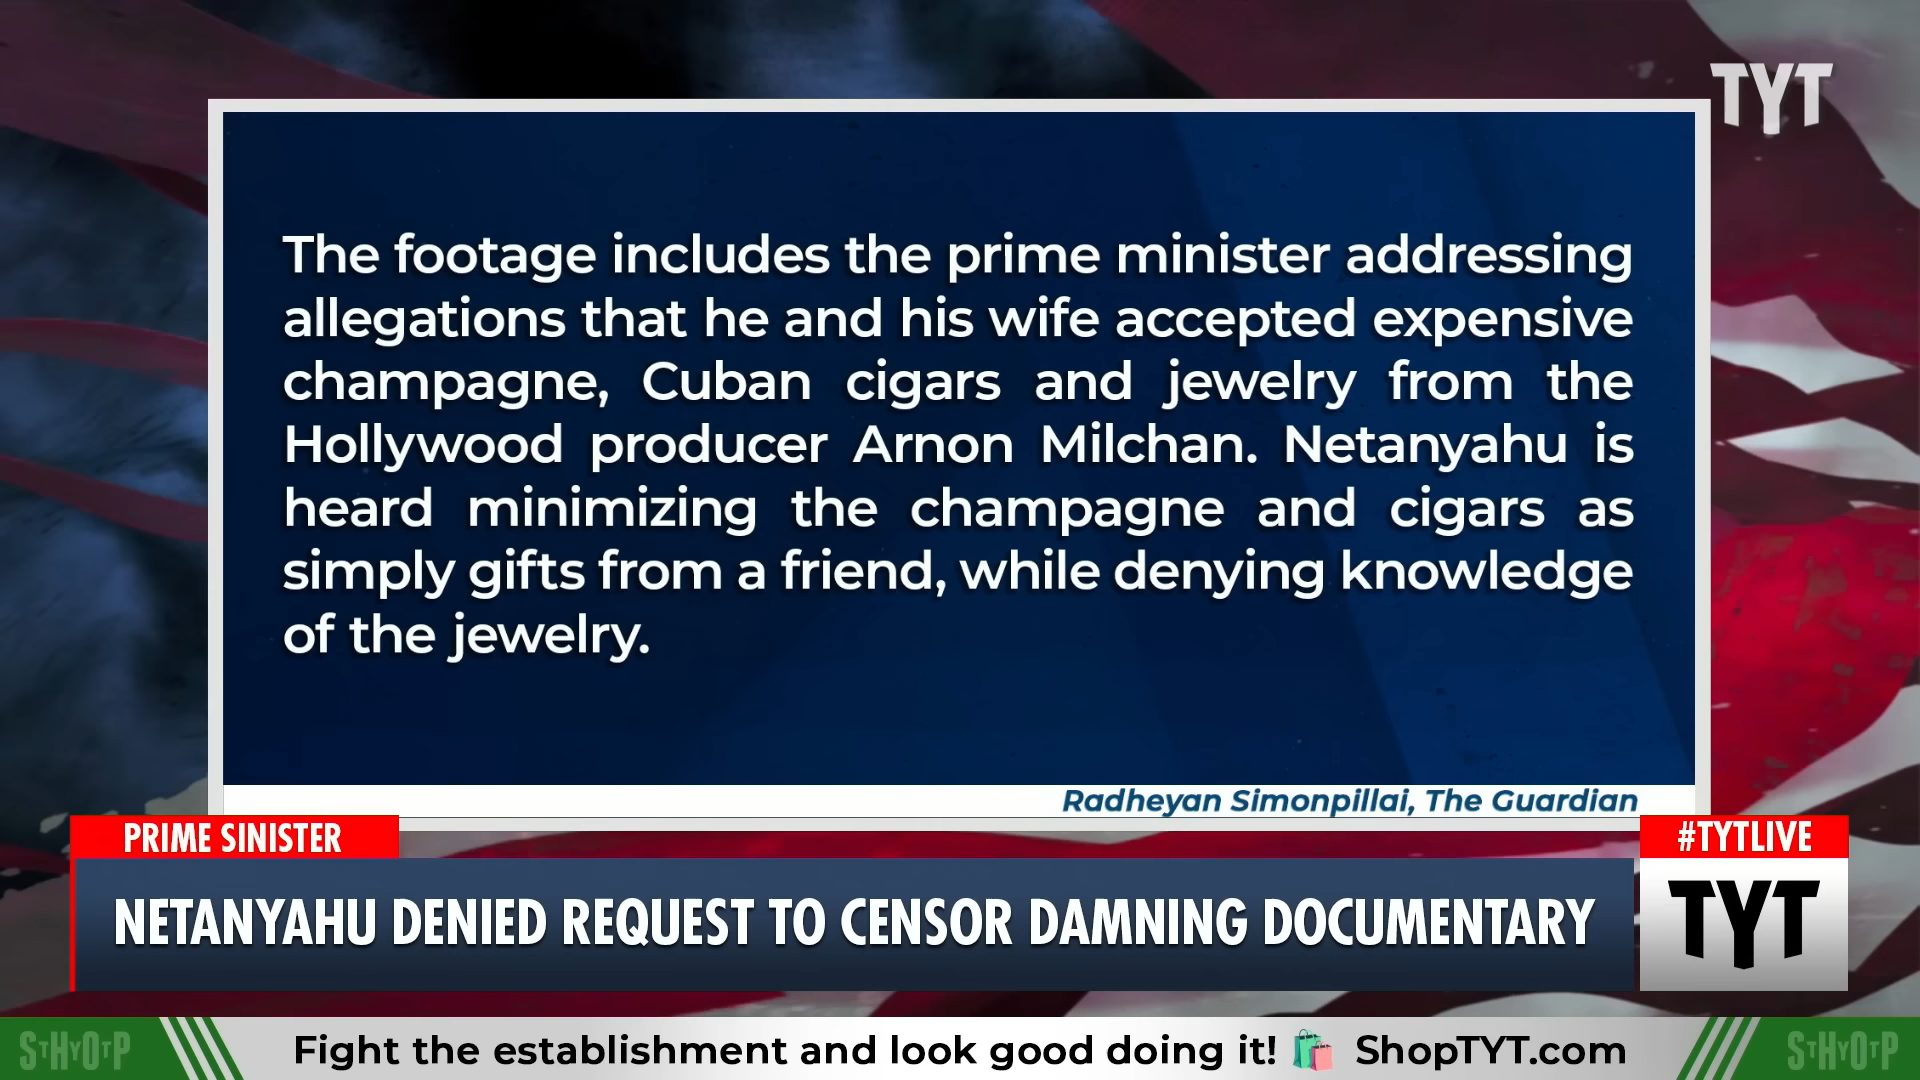 TYT
The footage includes the prime minister addressing
allegations that he and his wife accepted expensive
champagne, Cuban cigars and jewelry from the
Hollywood producer Arnon Milchan. Netanyahu is
heard minimizing the champagne and cigars as
simply gifts from a friend, while denying knowledge
of the jewelry.
Radheyan Simonpillai, The Guardian
PRIME SINISTER
#TYTLIVE
NETANYAHU DENIED REQUEST TO CENSOR DAMNING DOCUMENTARY
TYT
Fight the establishment and look good doing it! ShopTYT.com